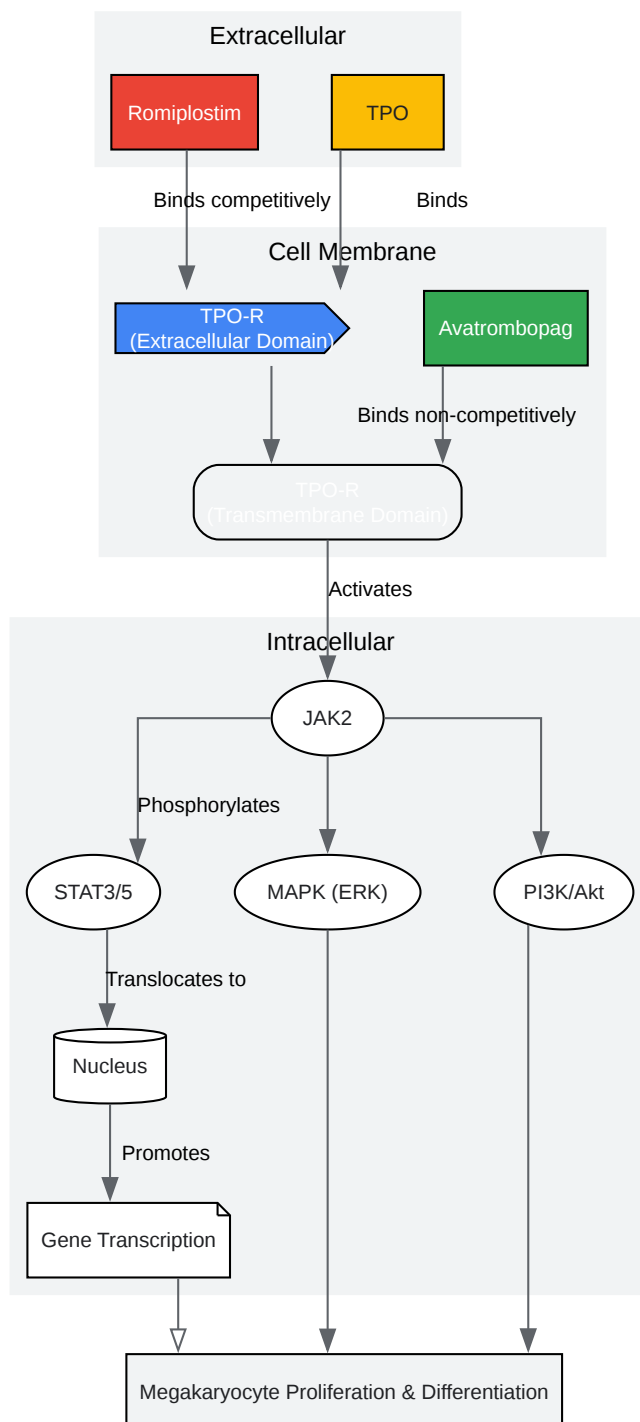 Extracellular
Romiplostim
TPO
Binds competitively
Binds
Cell Membrane
TPO-R
(Extracellular Domain)
Avatrombopag
Binds non-competitively
TPO-R
(Transmembrane Domain)
Activates
Intracellular
JAK2
Phosphorylates
STAT3/5
MAPK (ERK)
PI3K/Akt
Translocates to
Nucleus
Promotes
Gene Transcription
Megakaryocyte Proliferation & Differentiation